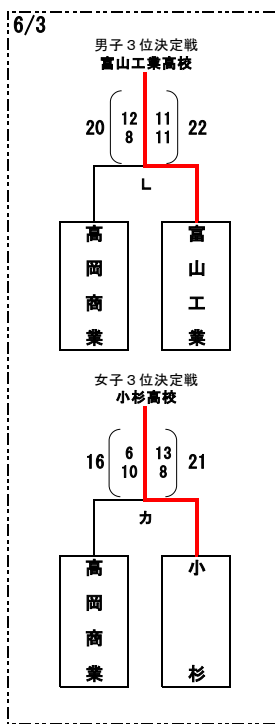 6/3
男子３位決定戦
富山工業高校
20 12 11 22
8 11
L
高岡商業
富山工業
女子３位決定戦
小杉高校
16 6 13 21
10 8
カ
高岡商業
小杉